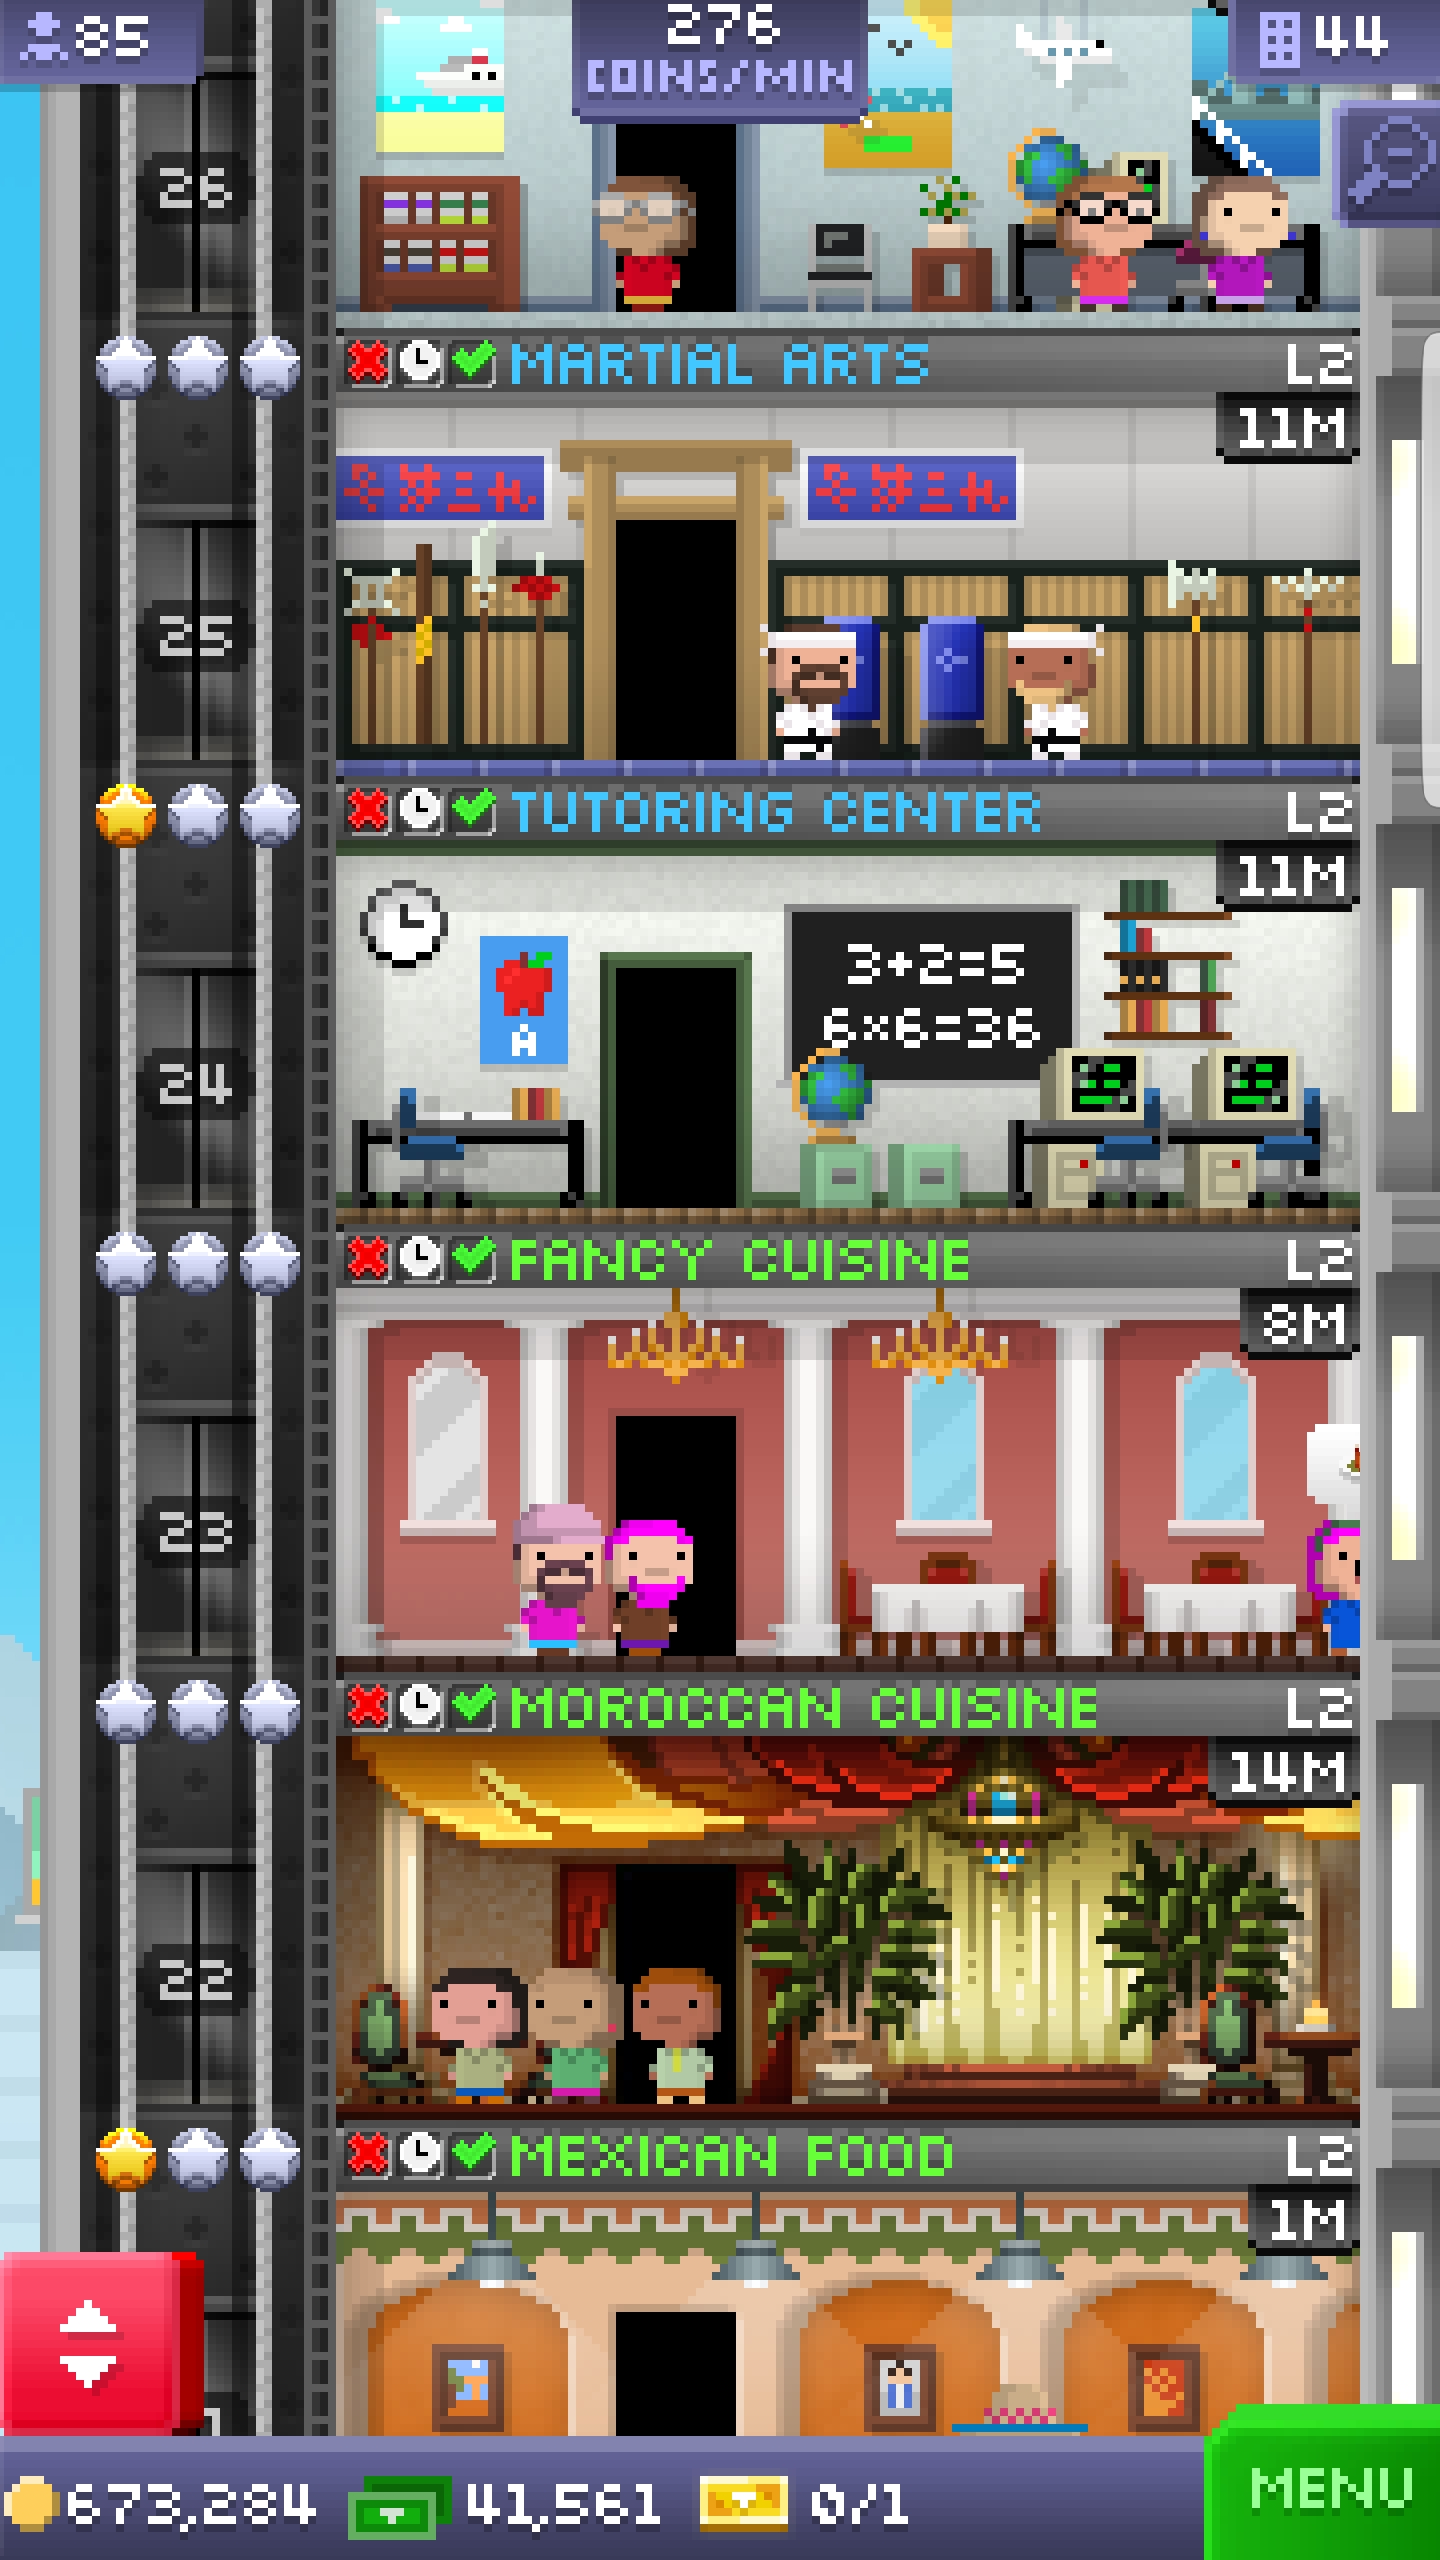 85
276
COINS/MIN
44
26
MARTIAL ARTS L2
11M
25
TUTORING CENTER L2
11M
3+2=5
6×6=36
A
24
FANCY CUISINE L2
8M
23
MOROCCAN CUISINE L2
14M
22
MEXICAN FOOD L2
1M
673,284 41,561 0/1
MENU